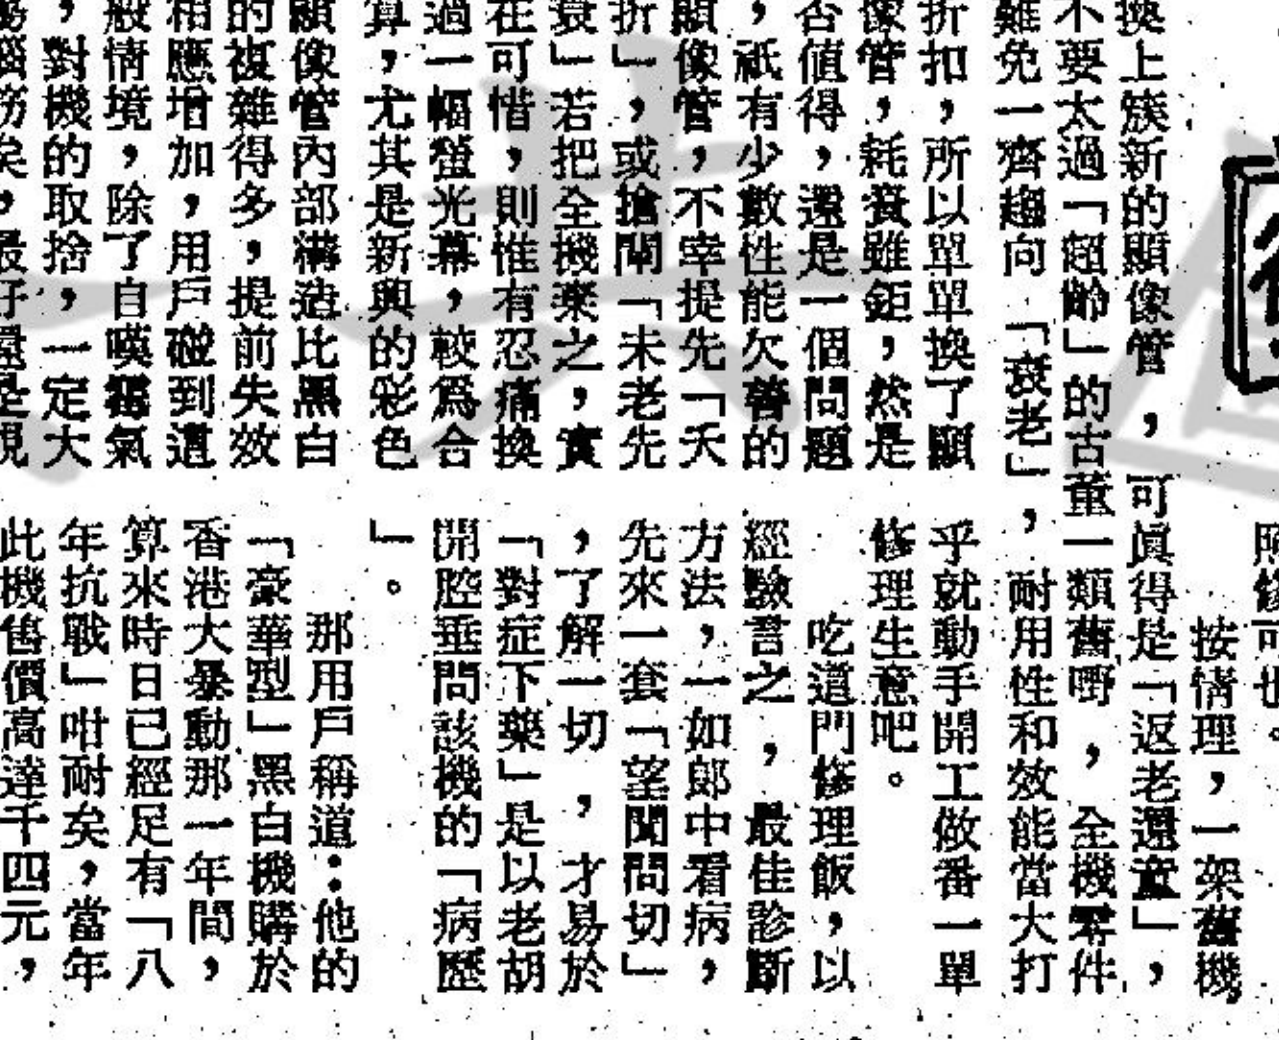 照修可也。
按情理，一架舊機
換上簇新的顯像管，可眞得是「返老還童」，
不要太過「超齡」的古董一類舊嘢，全機零件
難免一齊趨向「衰老」，耐用性和效能當大打
折扣，所以單單換了顯
像管，耗資雖鉅，然是
否值得，還是一個問題
，祇有少數性能欠善的
顯像管，不幸提先「夭
折」，或搶閘「未老先
衰」若把全機棄之，實
在可惜，則惟有忍痛換
過一幅螢光幕，較爲合
算，尤其是新興的彩色
顯像管內部構造比黑白
的複雜得多，提前失效
相應增加，用戶碰到這
般情境，除了自嘆霉氣
，對機的取捨，一定大
傷腦筋矣，最好還是視
乎就動手開工做番一單
修理生意吧。
吃這門修理飯，以
經驗言之，最佳診斷
方法，一如郎中看病，
先來一套「望聞問切」
，了解一切，才易於
「對症下藥」是以老胡
開腔垂問該機的「病歷
」。
那用戶稱道：他的
「豪華型」黑白機購於
香港大暴動那一年間，
算來時日已經足有「八
年抗戰」咁耐矣，當年
此機售價高達千四元，